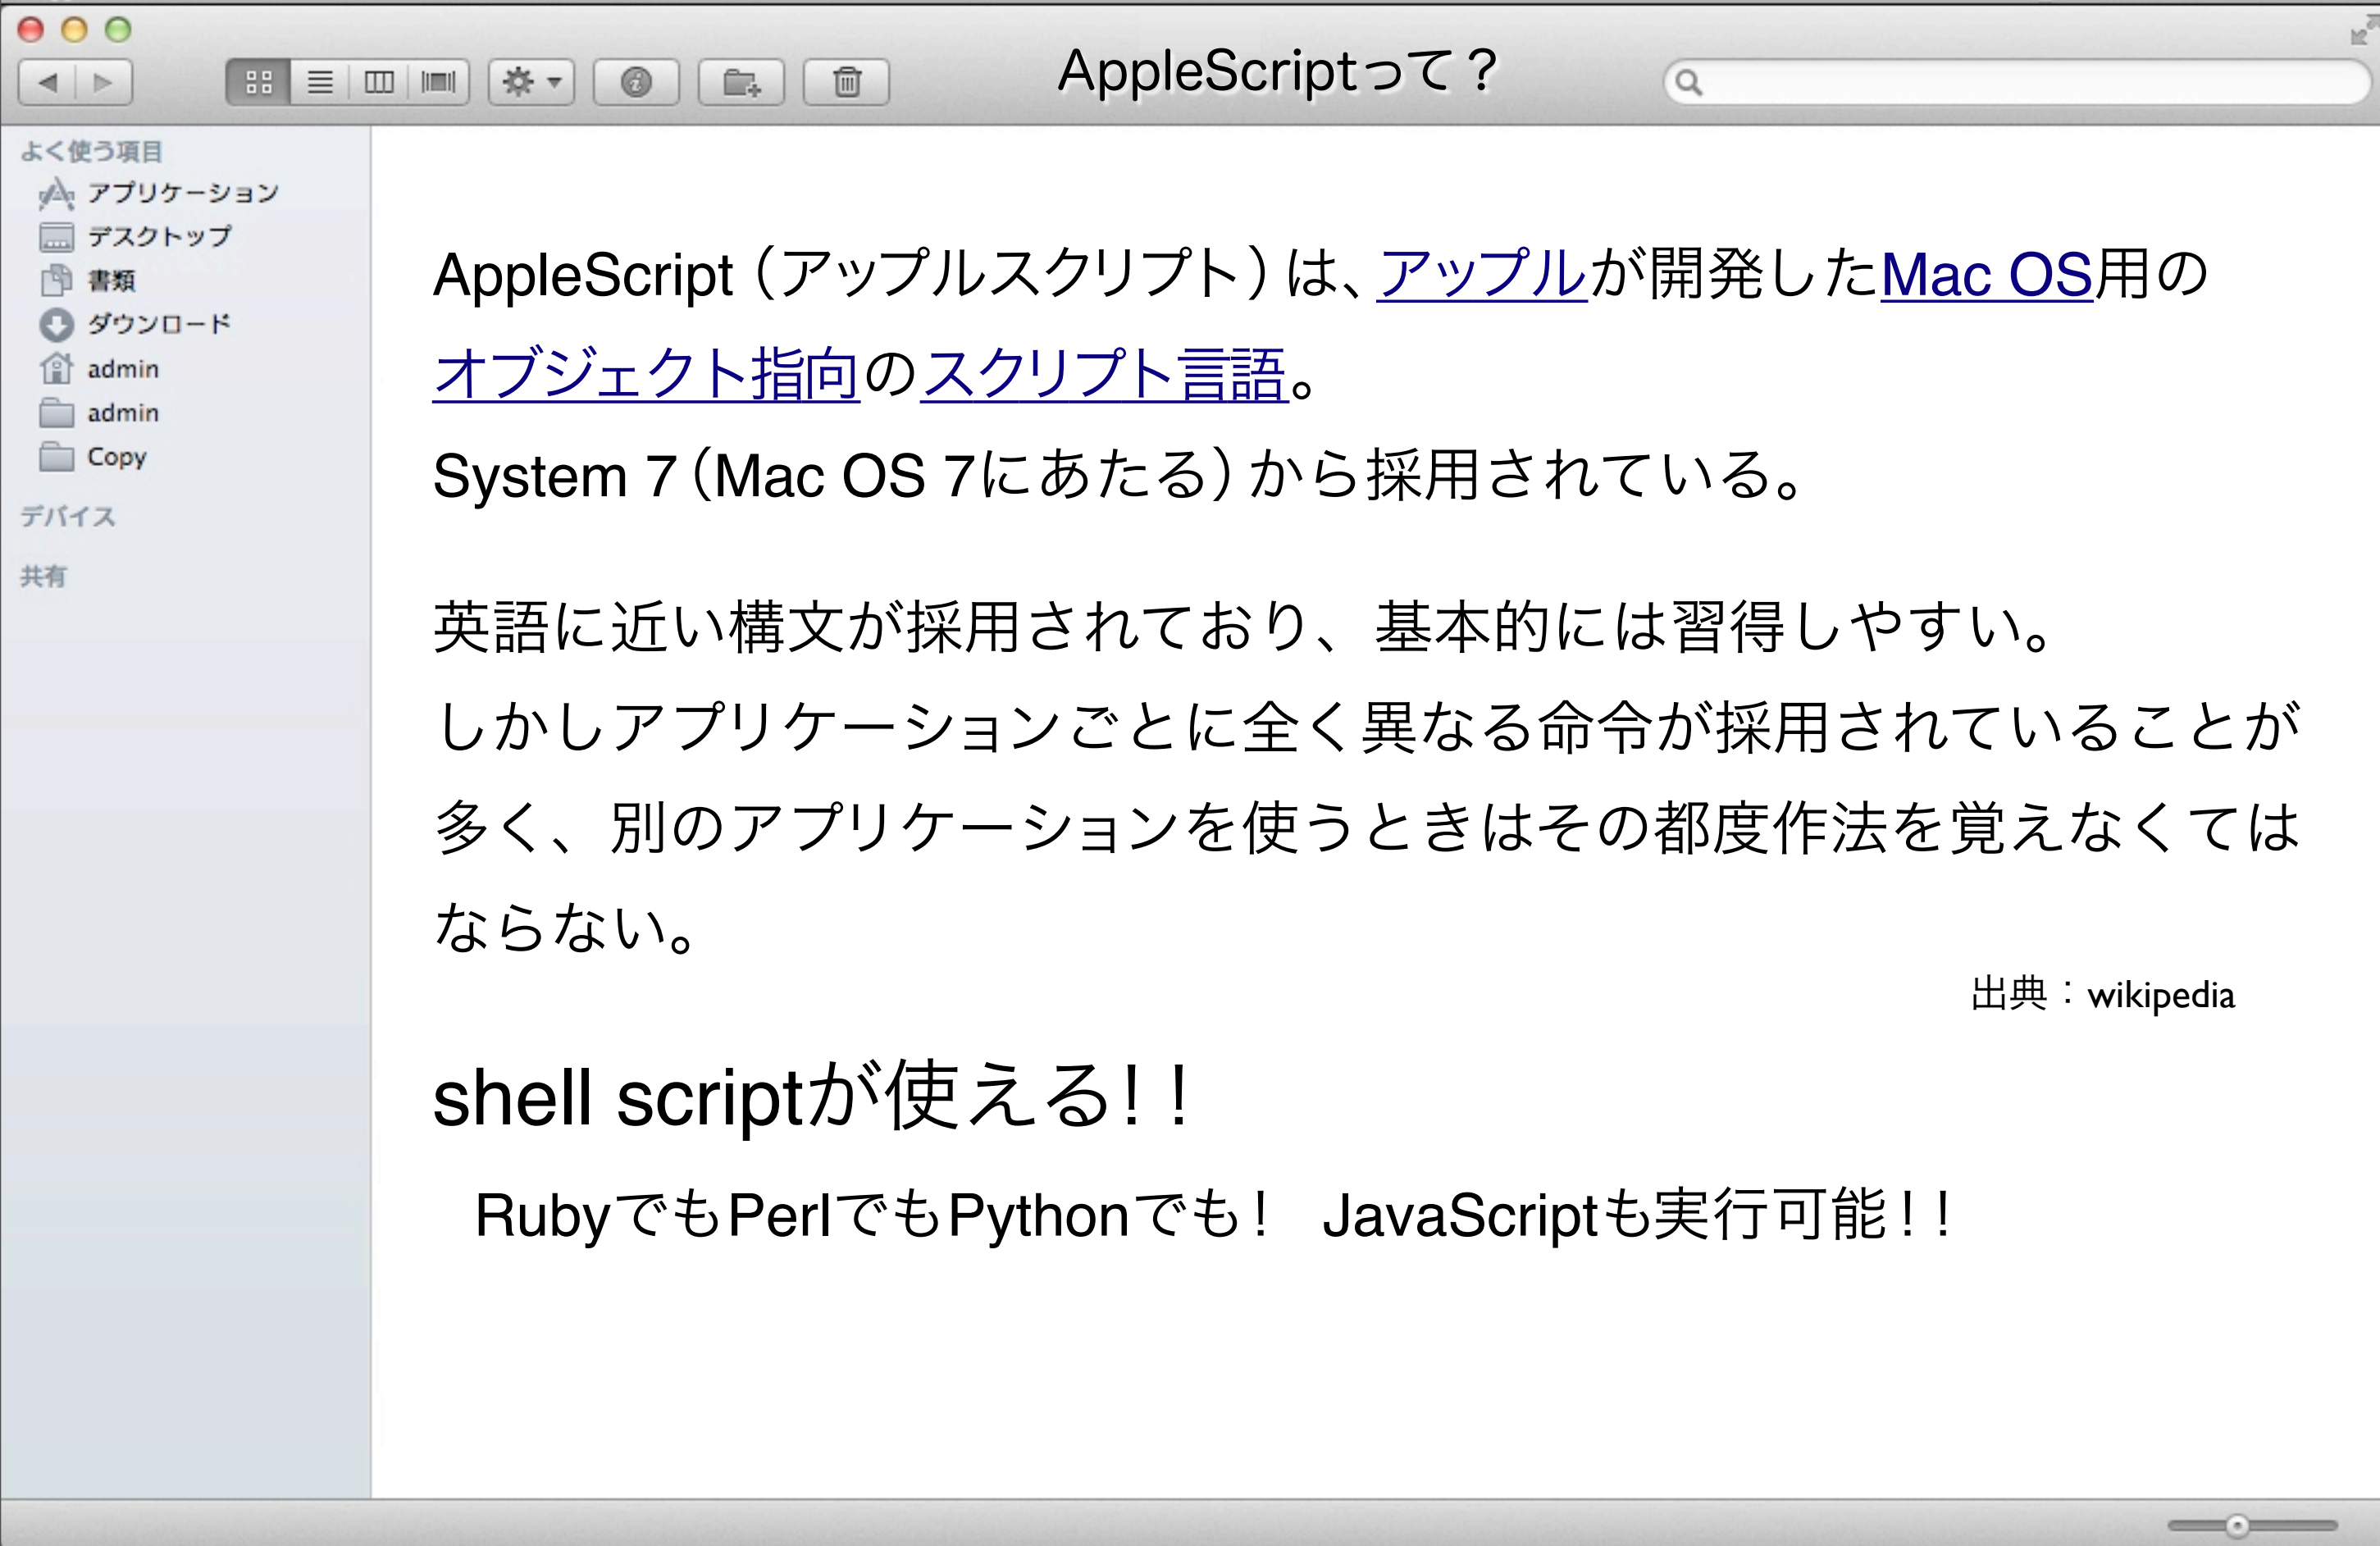 AppleScriptって？
よく使う項目
アプリケーション
デスクトップ
書類
ダウンロード
admin
admin
Copy
デバイス
共有
AppleScript（アップルスクリプト）は、アップルが開発したMac OS用の
オブジェクト指向のスクリプト言語。
System 7（Mac OS 7にあたる）から採用されている。
英語に近い構文が採用されており、基本的には習得しやすい。
しかしアプリケーションごとに全く異なる命令が採用されていることが
多く、別のアプリケーションを使うときはその都度作法を覚えなくては
ならない。
出典：wikipedia
shell scriptが使える！！
RubyでもPerlでもPythonでも！　JavaScriptも実行可能！！